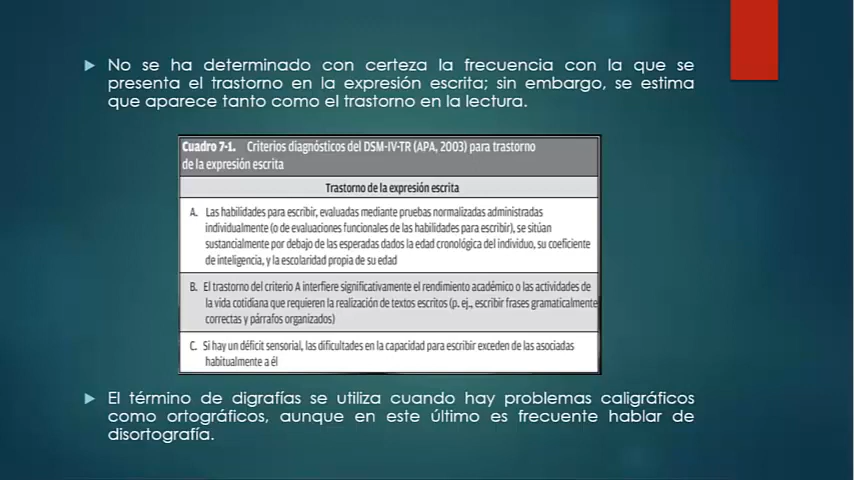 No se ha determinado con certeza la frecuencia con la que se
presenta el trastorno en la expresión escrita; sin embargo, se estima
que aparece tanto como el trastorno en la lectura.
Cuadro 7-1. Criterios diagnósticos del DSM-IV-TR (APA, 2003) para trastorno
de la expresión escrita
Trastorno de la expresión escrita
A. Las habilidades para escribir, evaluadas mediante pruebas normalizadas administradas
individualmente (o de evaluaciones funcionales de las habilidades para escribir), se sitúan
sustancialmente por debajo de las esperadas dados la edad cronológica del individuo, su coeficiente
de inteligencia, y la escolaridad propia de su edad
B. El trastorno del criterio A interfiere significativamente el rendimiento académico o las actividades de
la vida cotidiana que requieren la realización de textos escritos (p. ej., escribir frases gramaticalmente
correctas y párrafos organizados)
C. Si hay un déficit sensorial, las dificultades en la capacidad para escribir exceden de las asociadas
habitualmente a él
El término de digrafías se utiliza cuando hay problemas caligráficos
como ortográficos, aunque en este último es frecuente hablar de
disortografía.